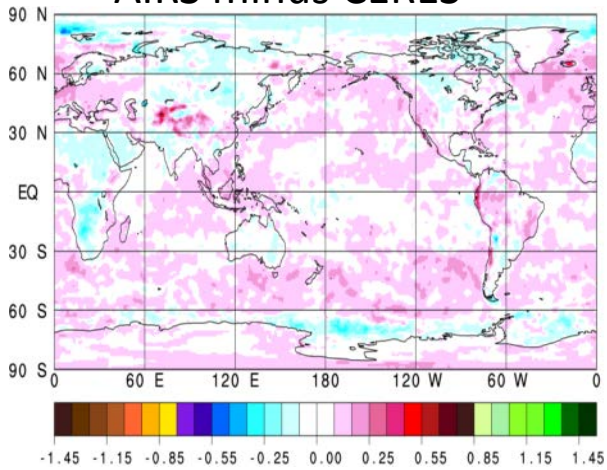 AIRS minus CERES
90 N
60 N
30 N
EQ
30 S
60 S
90 S
0 60 E 120 E 180 120 W 60 W 0
-1.45 -1.15 -0.85 -0.55 -0.25 0.00 0.25 0.55 0.85 1.15 1.45